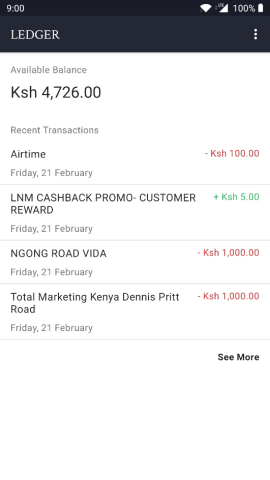 9:00
100%
LEDGER
Available Balance
Ksh 4,726.00
Recent Transactions
Airtime
- Ksh 100.00
Friday, 21 February
LNM CASHBACK PROMO- CUSTOMER
REWARD
+ Ksh 5.00
Friday, 21 February
NGONG ROAD VIDA
- Ksh 1,000.00
Friday, 21 February
Total Marketing Kenya Dennis Pritt
Road
- Ksh 1,000.00
Friday, 21 February
See More